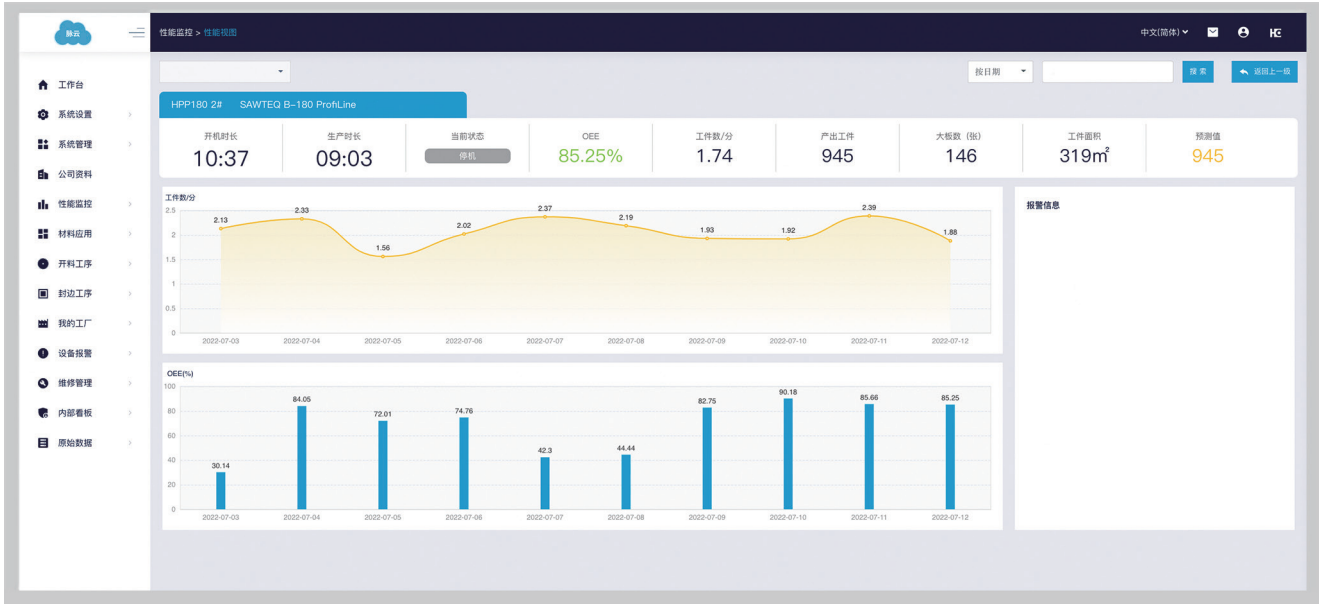 脉云
性能监控 > 性能视图
中文(简体)
工作台
系统设置
系统管理
公司资料
性能监控
材料应用
开料工序
封边工序
我的工厂
设备报警
维修管理
内部看板
原始数据
按日期
搜 索
返回上一级
HPP180 2# SAWTEQ B-180 ProfiLine
开机时长 生产时长 当前状态 OEE 工件数/分 产出工件 大板数 (张) 工件面积 预测值
10:37 09:03 停机 85.25% 1.74 945 146 319㎡ 945
工件数/分
2.5
2
1.5
1
0.5
0
2.13 2.33 1.56 2.02 2.37 2.19 1.93 1.92 2.39 1.88
2022-07-03 2022-07-04 2022-07-05 2022-07-06 2022-07-07 2022-07-08 2022-07-09 2022-07-10 2022-07-11 2022-07-12
OEE(%)
100
80
60
40
20
0
30.14 84.05 72.01 74.76 42.3 44.44 82.75 90.18 85.66 85.25
2022-07-03 2022-07-04 2022-07-05 2022-07-06 2022-07-07 2022-07-08 2022-07-09 2022-07-10 2022-07-11 2022-07-12
报警信息